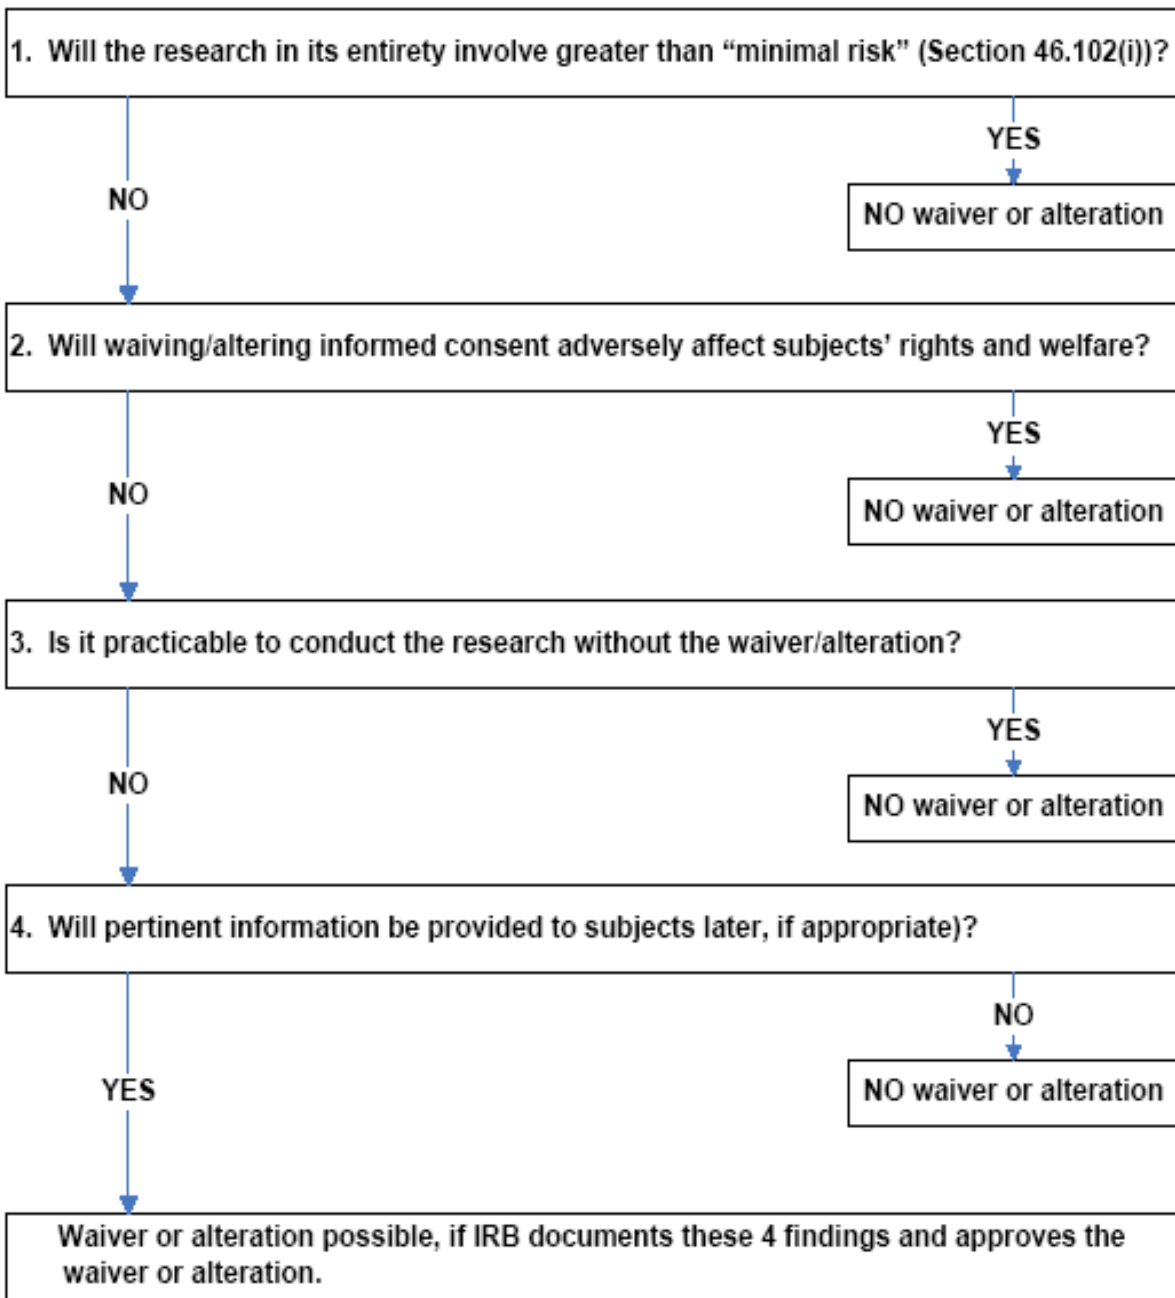 1. Will the research in its entirety involve greater than “minimal risk” (Section 46.102(i))?
YES
NO
NO waiver or alteration
2. Will waiving/altering informed consent adversely affect subjects’ rights and welfare?
YES
NO
NO waiver or alteration
3. Is it practicable to conduct the research without the waiver/alteration?
YES
NO
NO waiver or alteration
4. Will pertinent information be provided to subjects later, if appropriate)?
NO
YES
NO waiver or alteration
Waiver or alteration possible, if IRB documents these 4 findings and approves the
waiver or alteration.